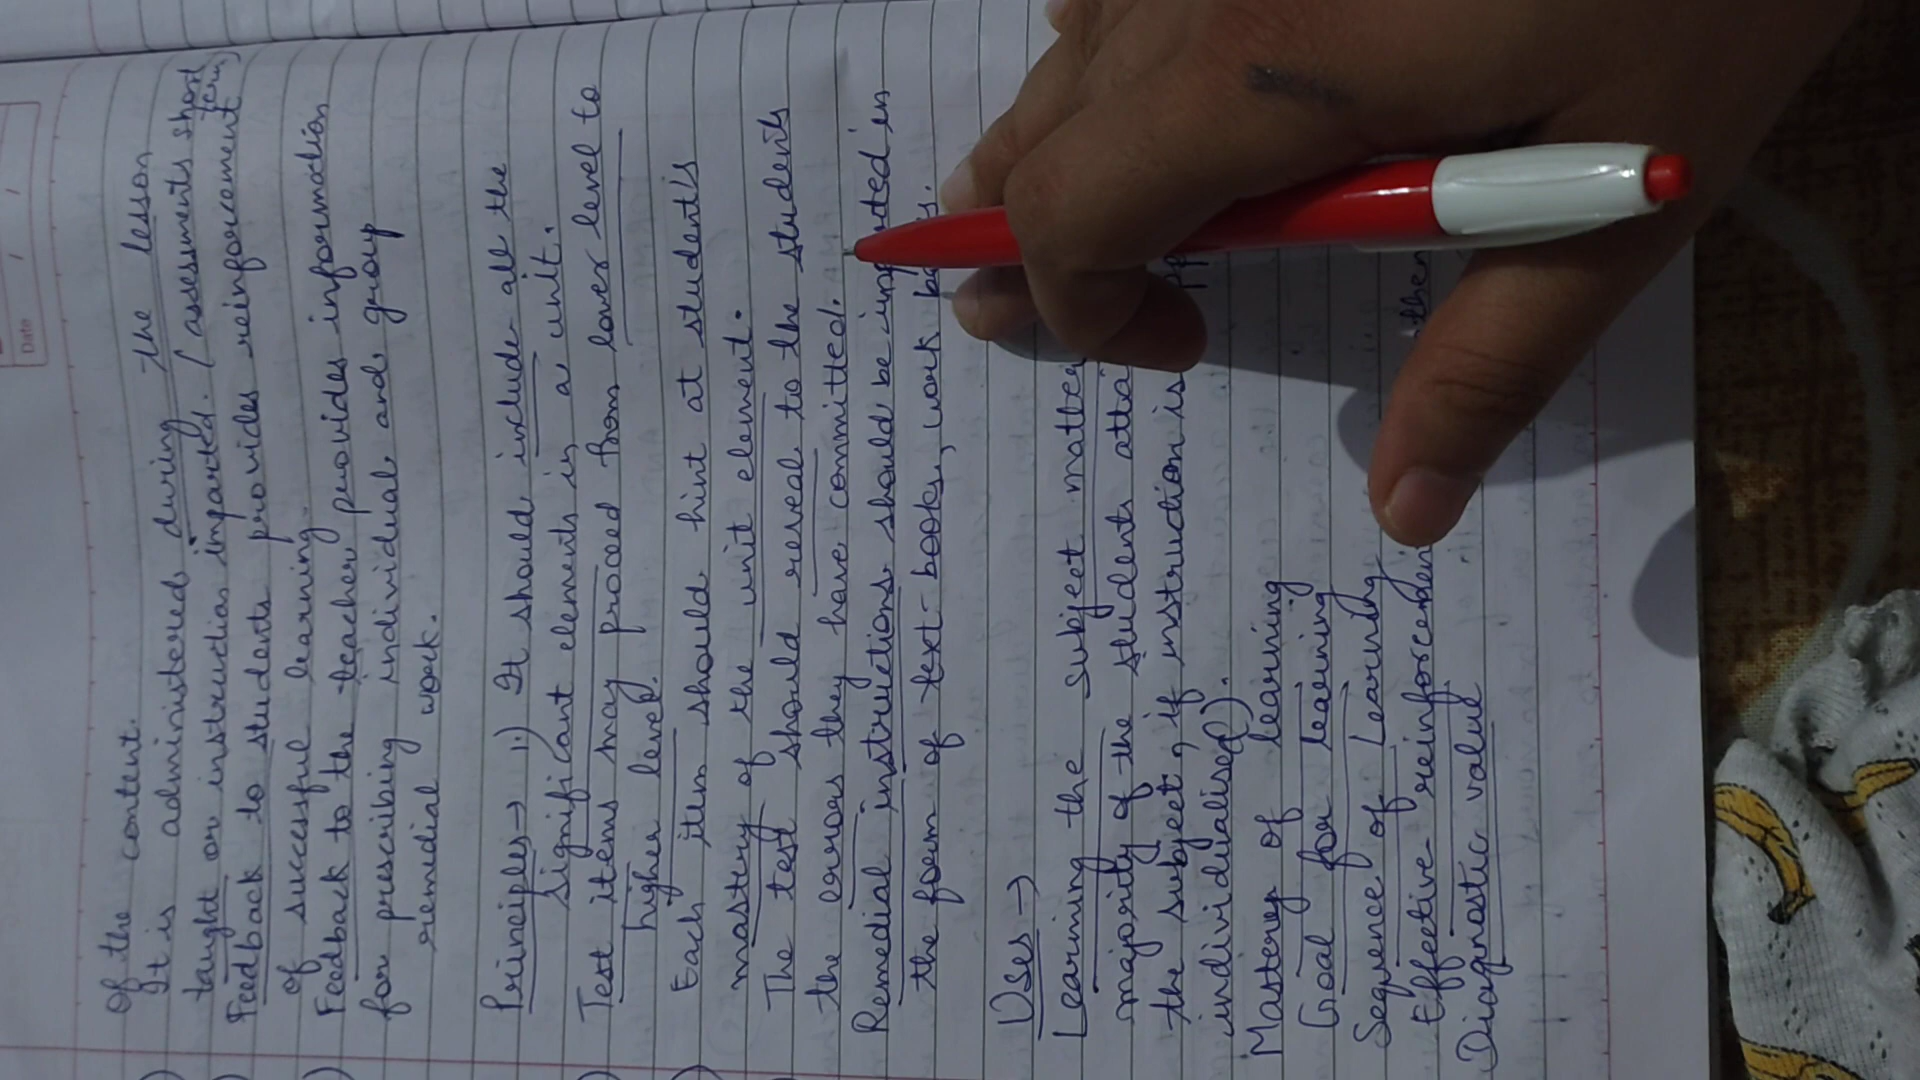 Date / /
of the content.
It is administered during the lesson
taught or instruction imparted. (assessments short
term)
Feedback to students provides reinforcement
of successful learning.
Feedback to the teacher provides information
for prescribing individual and group
remedial work.
Principles→ 1.) It should include all the
significant elements in a unit.
Test items may proceed from lower level to
higher level.
Each item should hint at student's
mastery of the unit element.
The test should reveal to the students
the errors they have committed.
Remedial instructions should be in
the form of text-books, work
Uses→
Learning the subject matter
majority of the students
the subject, if instruction is
individualised).
Mastery of learning
Goal for learning
Sequence of Learning
Effective reinforcement
Diagnostic value